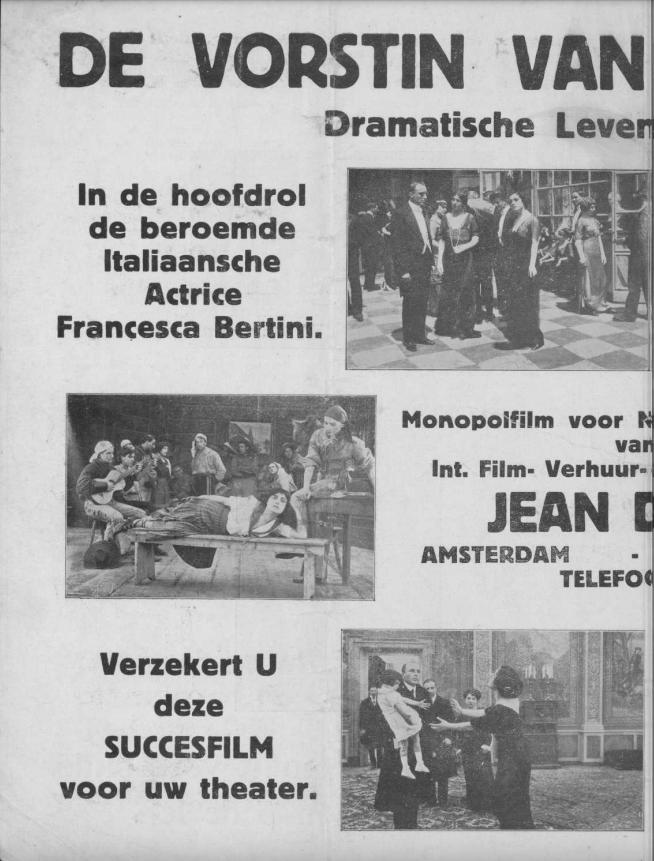 DE VORSTIN VAN
Dramatische Leven
In de hoofdrol
de beroemde
Italiaansche
Actrice
Francesca Bertini.
Monopolfilm voor N
van
Int. Film- Verhuur-
JEAN D
AMSTERDAM -
TELEFOO
Verzekert U
deze
SUCCESFILM
voor uw theater.